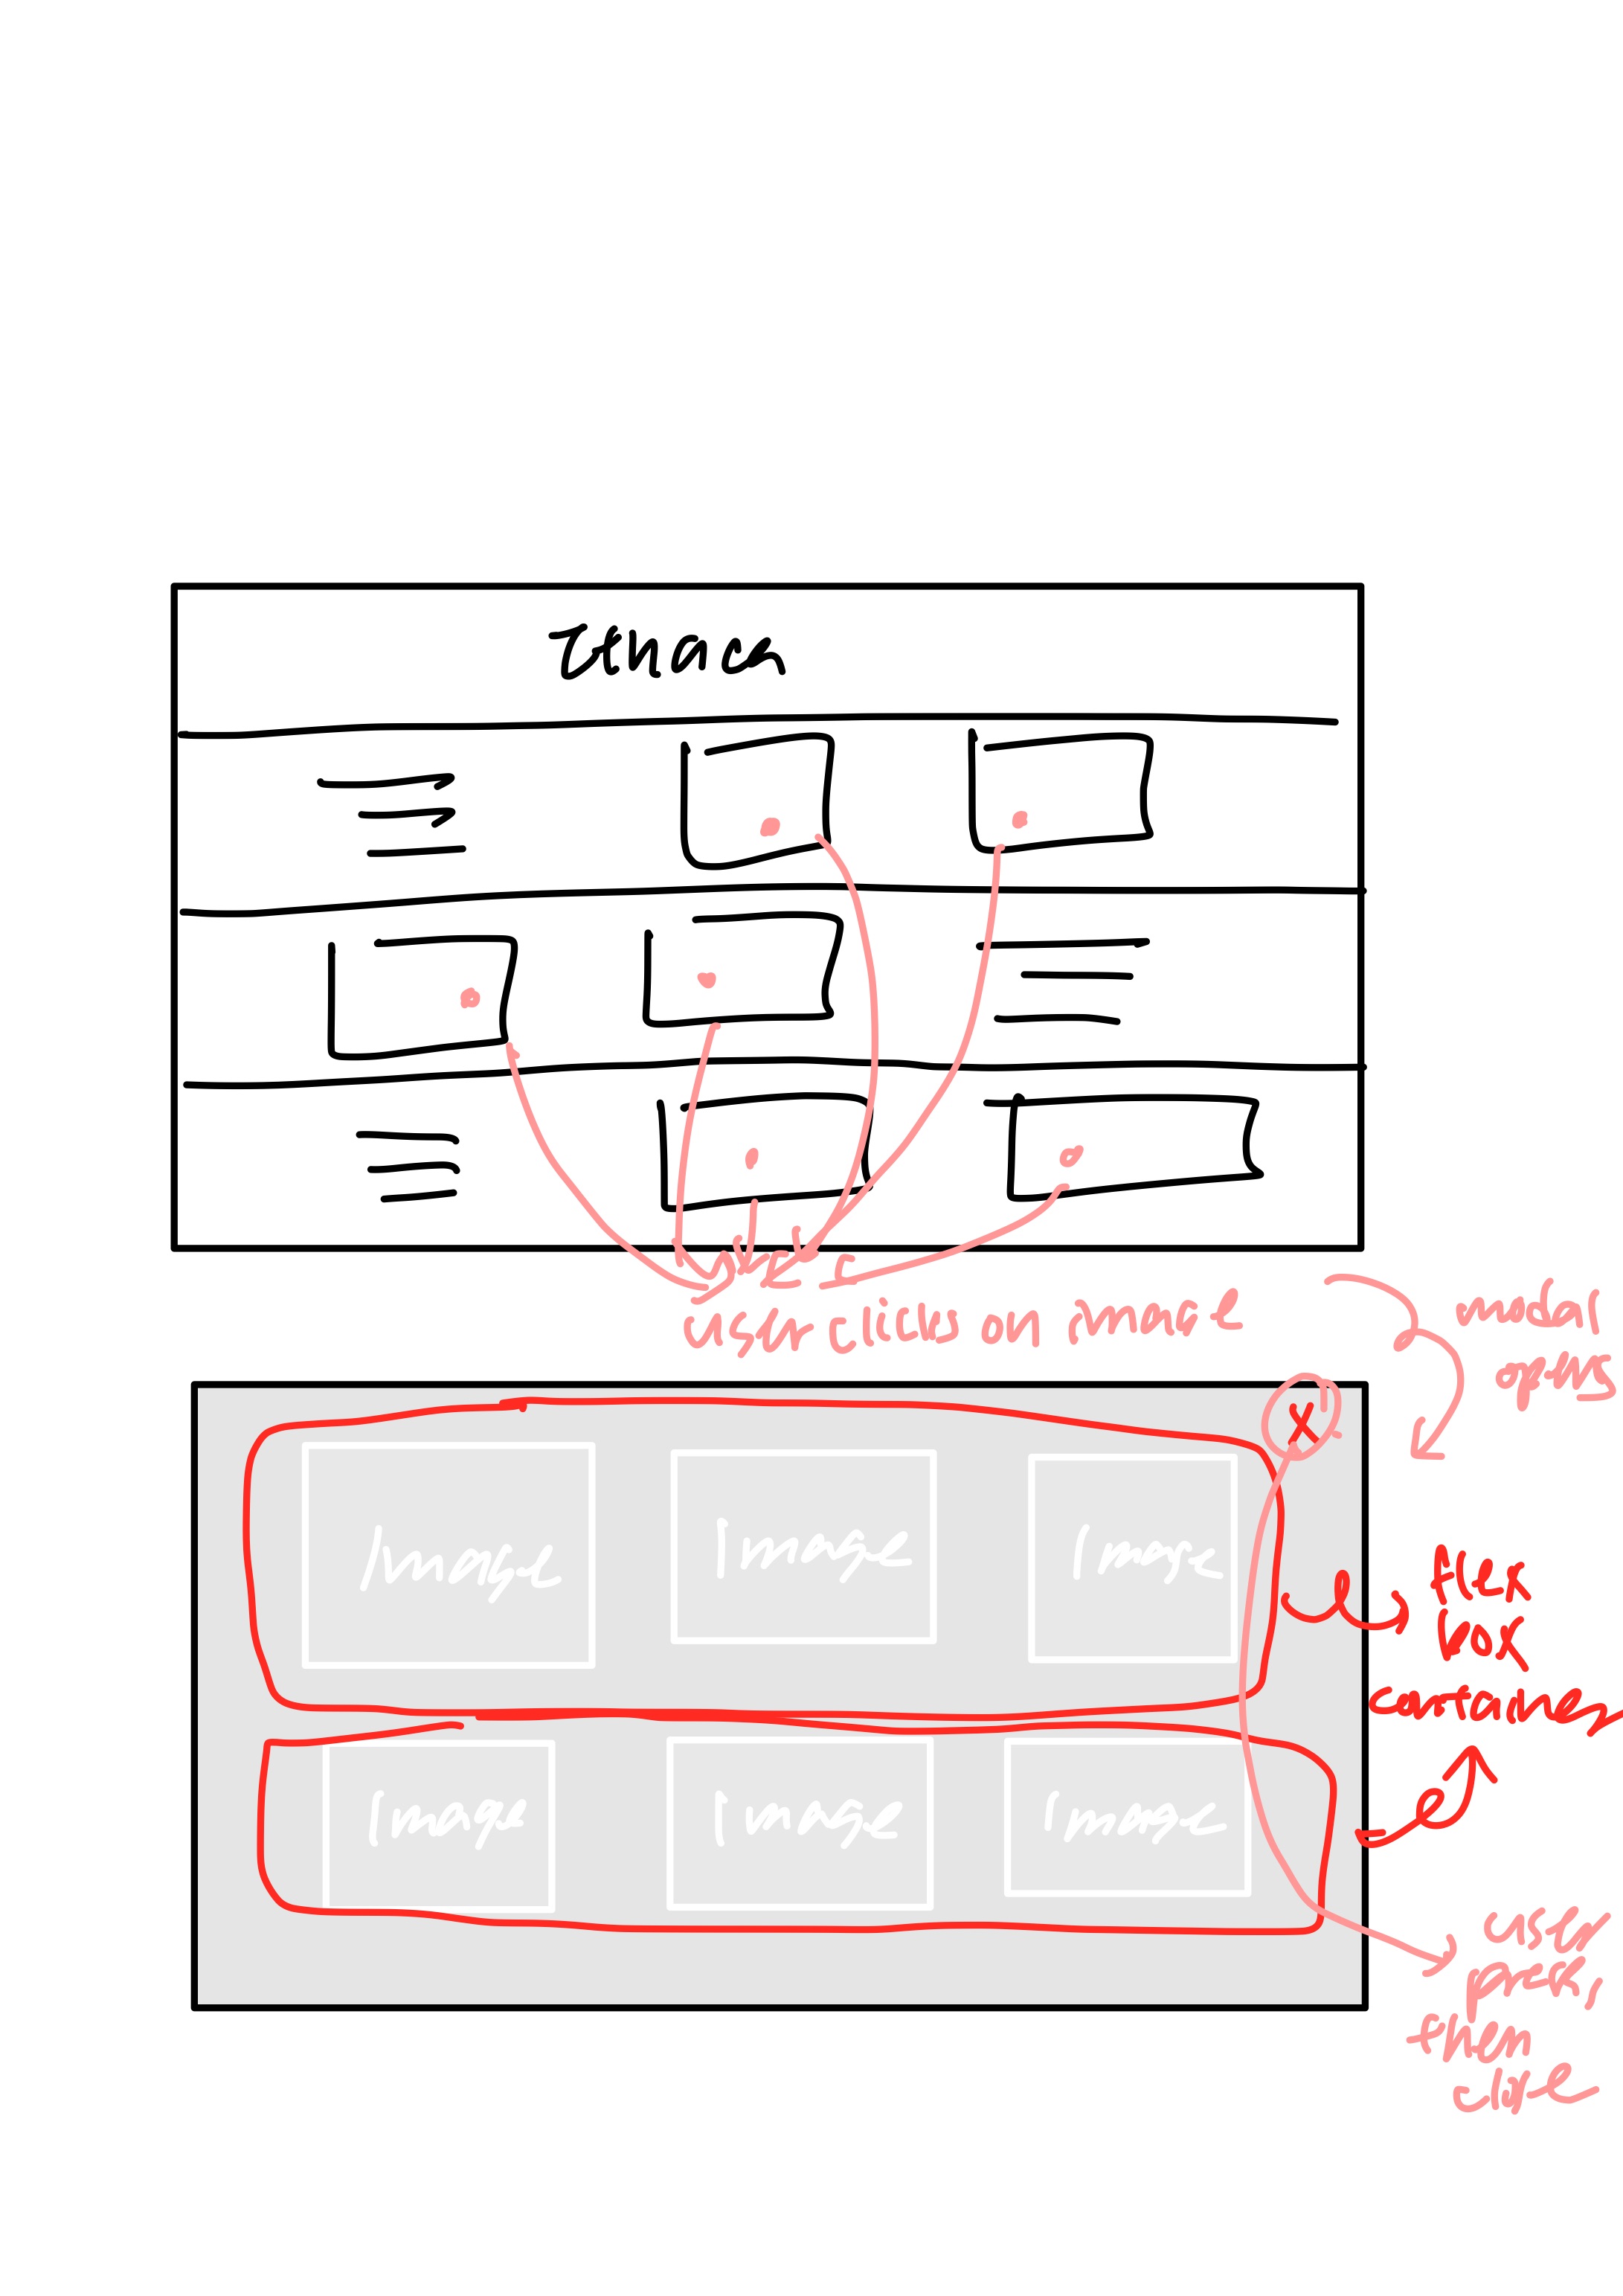 when
user clicks on image
modal
opens
X
Image Image Image
flex
box
container
Image Image Image
user
press,
then
close